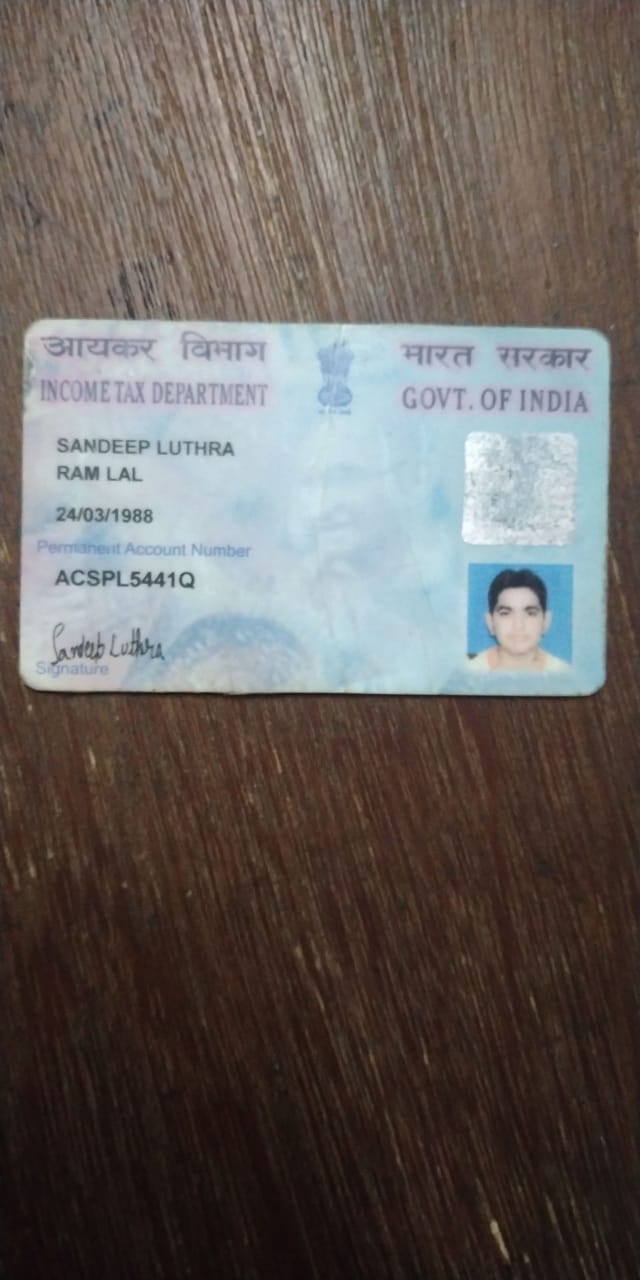 आयकर विभाग
INCOME TAX DEPARTMENT
भारत सरकार
GOVT. OF INDIA
SANDEEP LUTHRA
RAM LAL
24/03/1988
Permanent Account Number
ACSPL5441Q
Sandeep Luthra
Signature